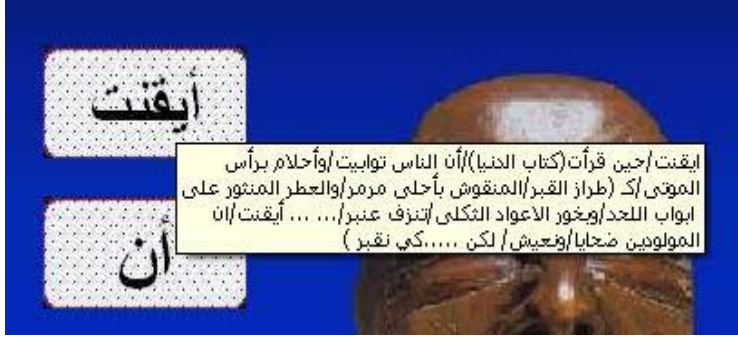 أيقنت
ايقنت/حين قرأت(كتاب الدنيا)/أن الناس توابيت/وأحلام برأس
الموتى/كـ (طراز القبر/المنقوش بأحلى مرمر/والعطر المنثور على
ابواب اللحد/وبخور الاعواد الثكلى/تنزف عنبر/... ... أيقنت/ان
المولودين ضحايا/ونعيش/ لكن .....كي نقبر )
أن